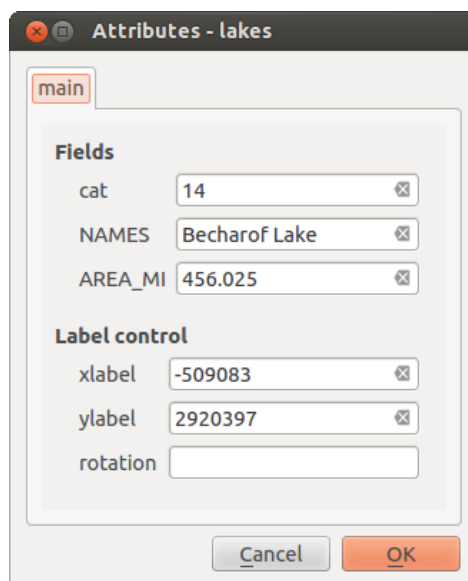 Attributes - lakes
main
Fields
cat 14
NAMES Becharof Lake
AREA_MI 456.025
Label control
xlabel -509083
ylabel 2920397
rotation
Cancel OK